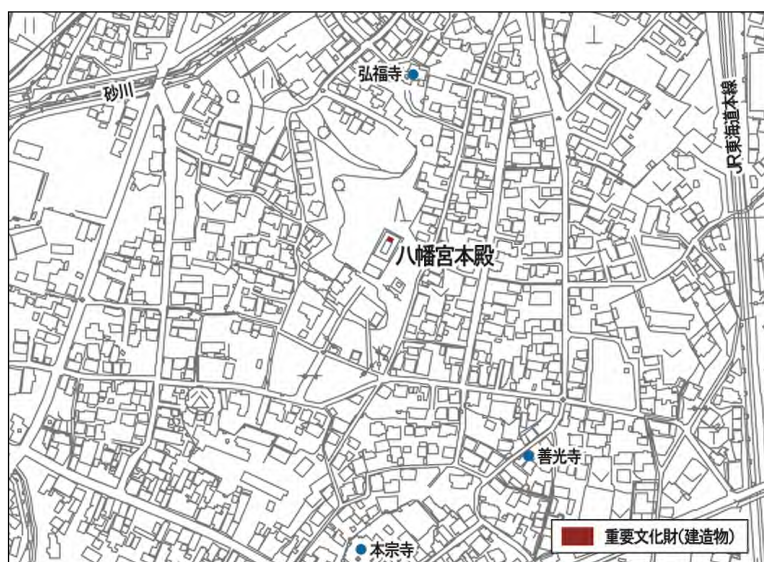 弘福寺
砂川
JR東海道本線
八幡宮本殿
善光寺
本宗寺
重要文化財(建造物)